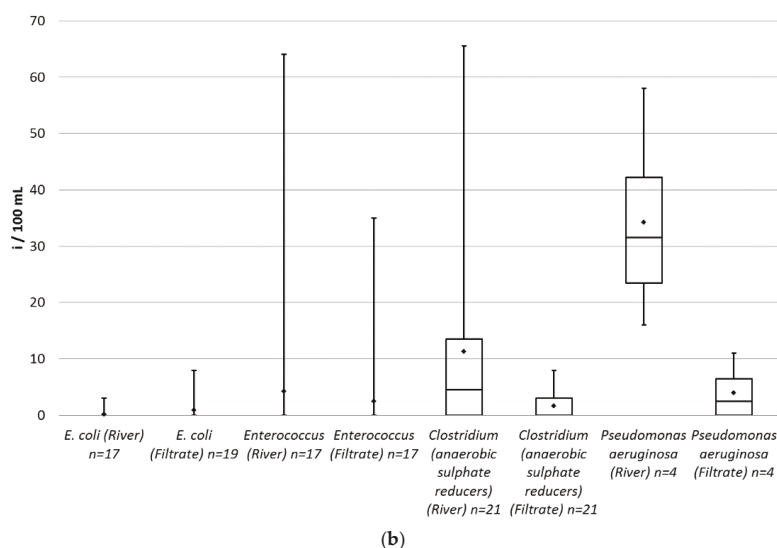 70
60
50
40
30
20
10
0
i / 100 mL
E. coli (River)
n=17
E. coli
(Filtrate) n=19
Enterococcus
(River) n=17
Enterococcus
(Filtrate) n=17
Clostridium
(anaerobic
sulphate
reducers)
(River) n=21
Clostridium
(anaerobic
sulphate
reducers)
(Filtrate) n=21
Pseudomonas
aeruginosa
(River) n=4
Pseudomonas
aeruginosa
(Filtrate) n=4
(b)